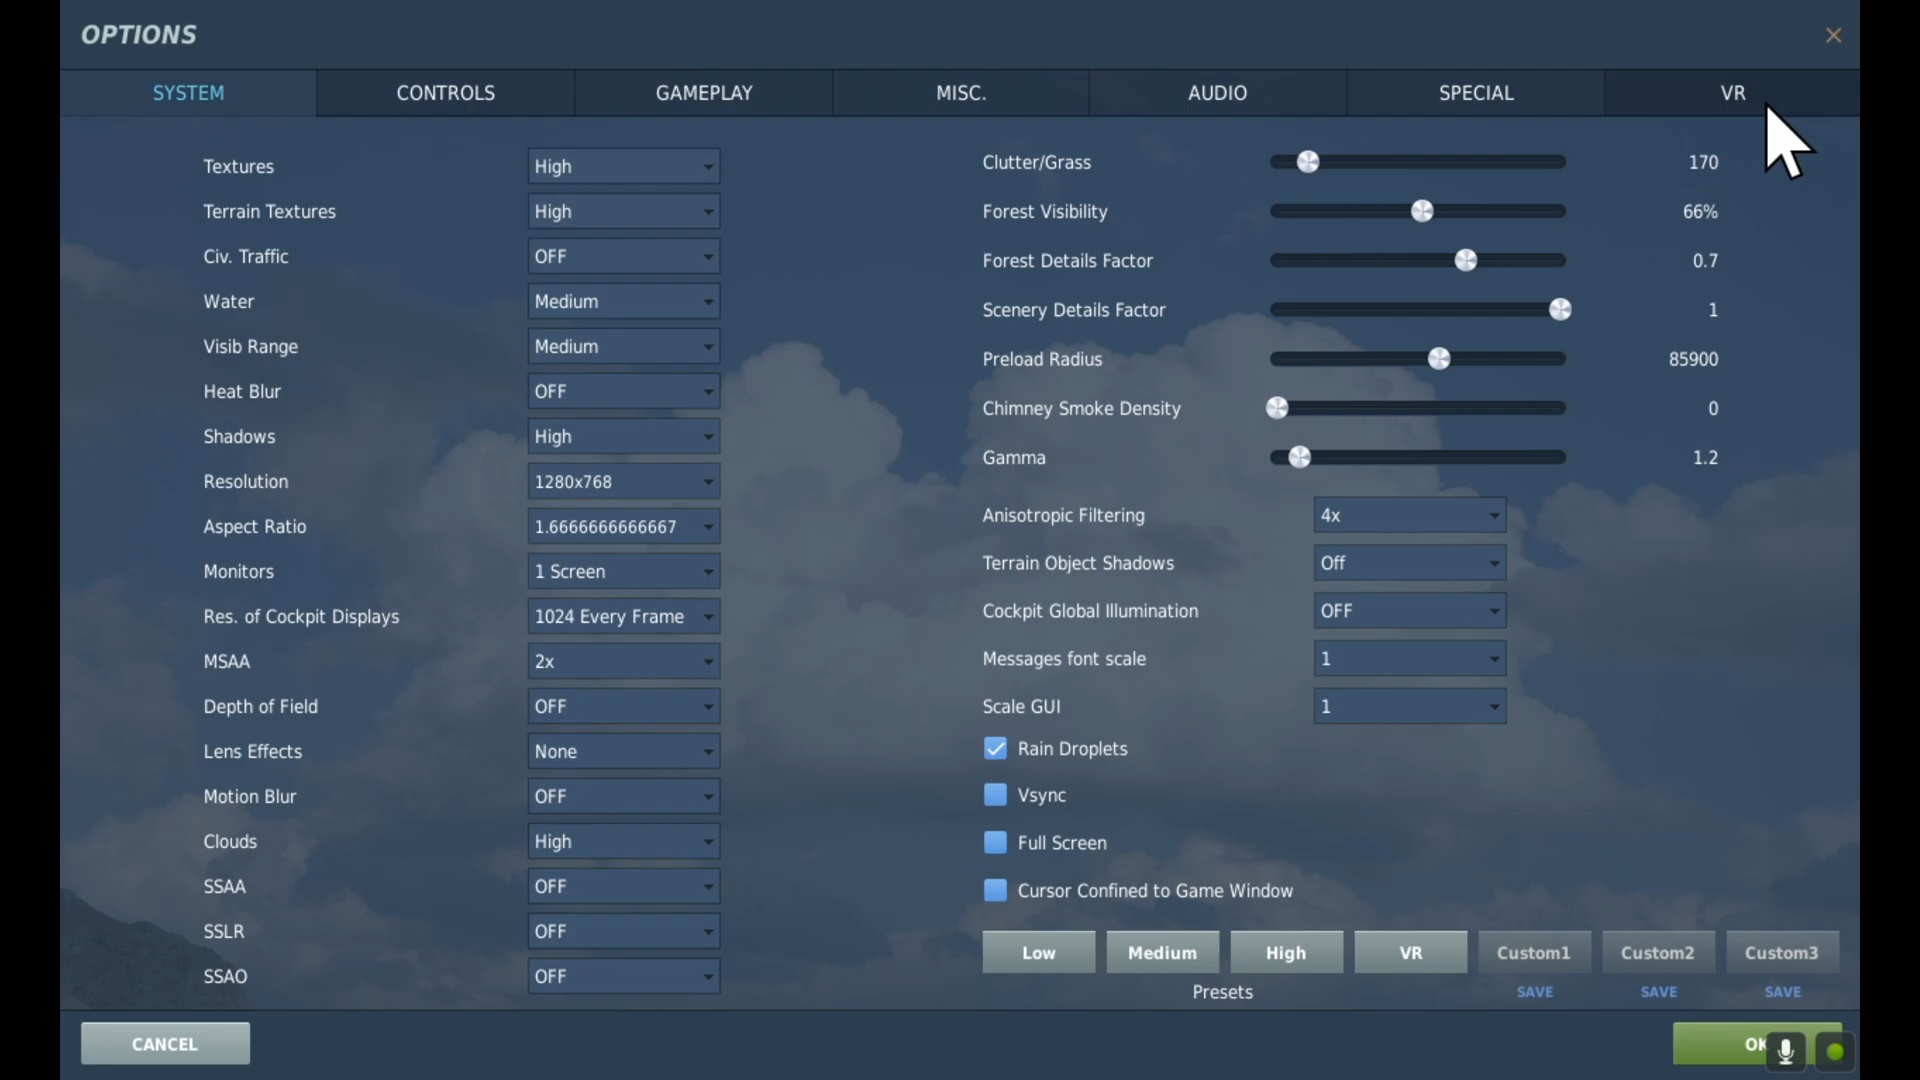 OPTIONS
SYSTEM CONTROLS GAMEPLAY MISC. AUDIO SPECIAL VR
Textures High
Terrain Textures High
Civ. Traffic OFF
Water Medium
Visib Range Medium
Heat Blur OFF
Shadows High
Resolution 1280x768
Aspect Ratio 1.6666666666667
Monitors 1 Screen
Res. of Cockpit Displays 1024 Every Frame
MSAA 2x
Depth of Field OFF
Lens Effects None
Motion Blur OFF
Clouds High
SSAA OFF
SSLR OFF
SSAO OFF
Clutter/Grass 170
Forest Visibility 66%
Forest Details Factor 0.7
Scenery Details Factor 1
Preload Radius 85900
Chimney Smoke Density 0
Gamma 1.2
Anisotropic Filtering 4x
Terrain Object Shadows Off
Cockpit Global Illumination OFF
Messages font scale 1
Scale GUI 1
Rain Droplets
Vsync
Full Screen
Cursor Confined to Game Window
Low Medium High VR Custom1 Custom2 Custom3
Presets SAVE SAVE SAVE
CANCEL OK